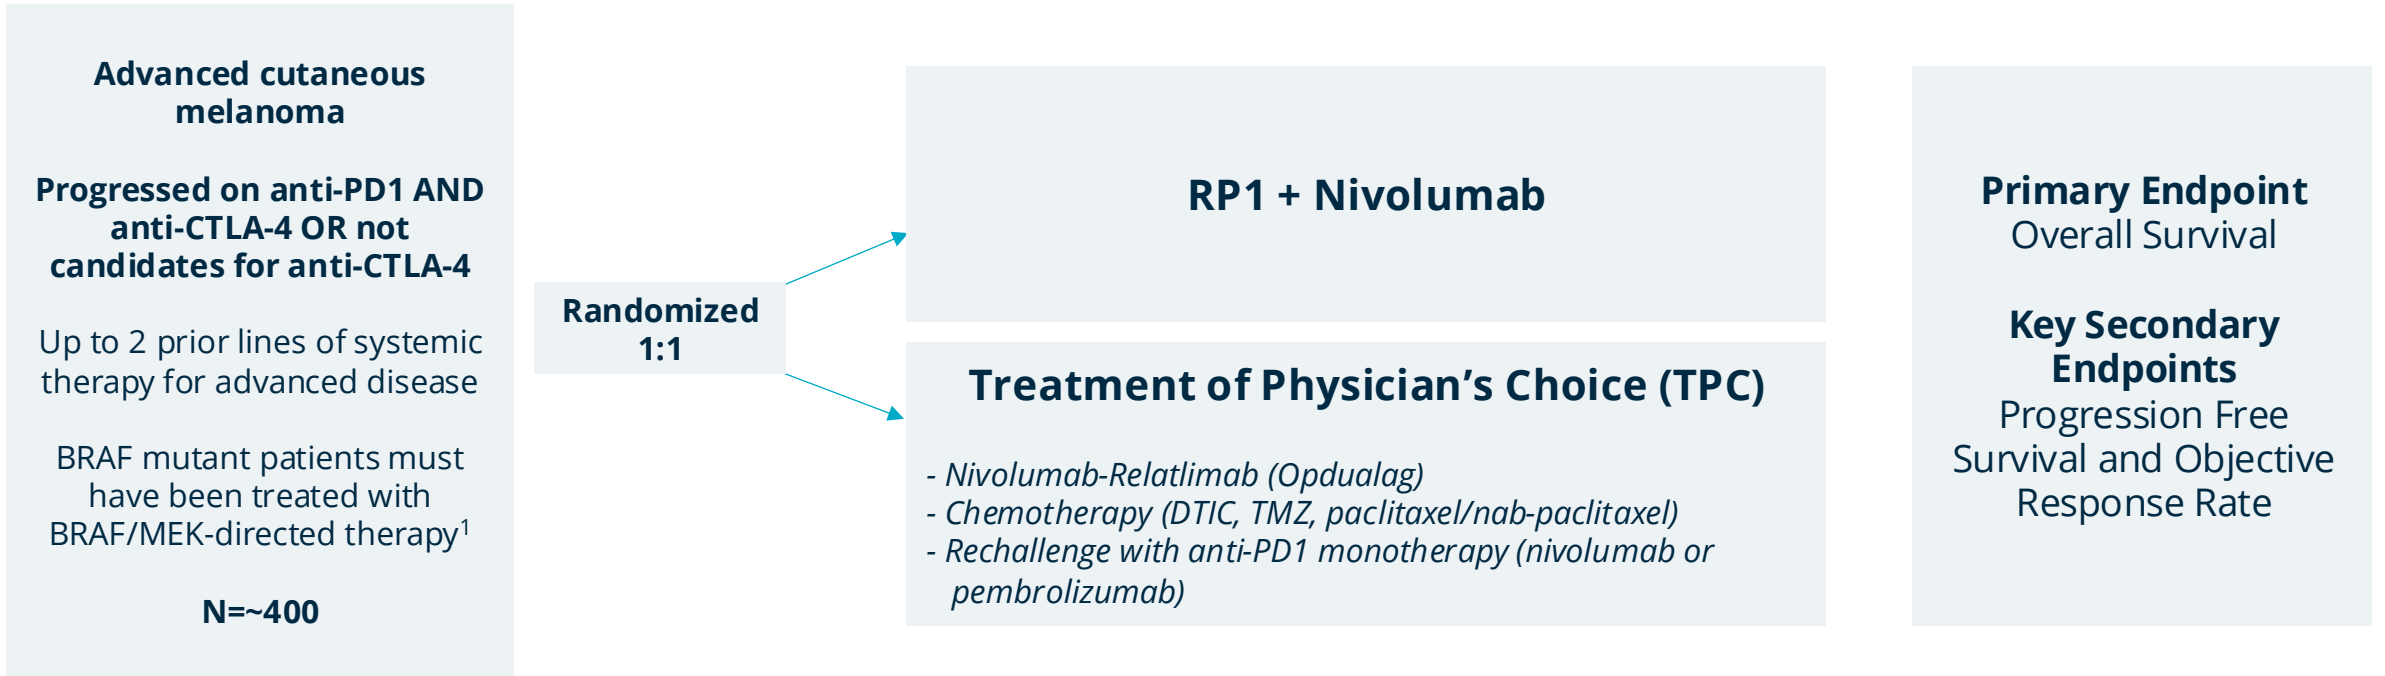 Advanced cutaneous
melanoma
Progressed on anti-PD1 AND
anti-CTLA-4 OR not
candidates for anti-CTLA-4
Up to 2 prior lines of systemic
therapy for advanced disease
BRAF mutant patients must
have been treated with
BRAF/MEK-directed therapy¹
N=~400
Randomized
1:1
RP1 + Nivolumab
Treatment of Physician’s Choice (TPC)
- Nivolumab-Relatlimab (Opdualag)
- Chemotherapy (DTIC, TMZ, paclitaxel/nab-paclitaxel)
- Rechallenge with anti-PD1 monotherapy (nivolumab or
pembrolizumab)
Primary Endpoint
Overall Survival
Key Secondary
Endpoints
Progression Free
Survival and Objective
Response Rate